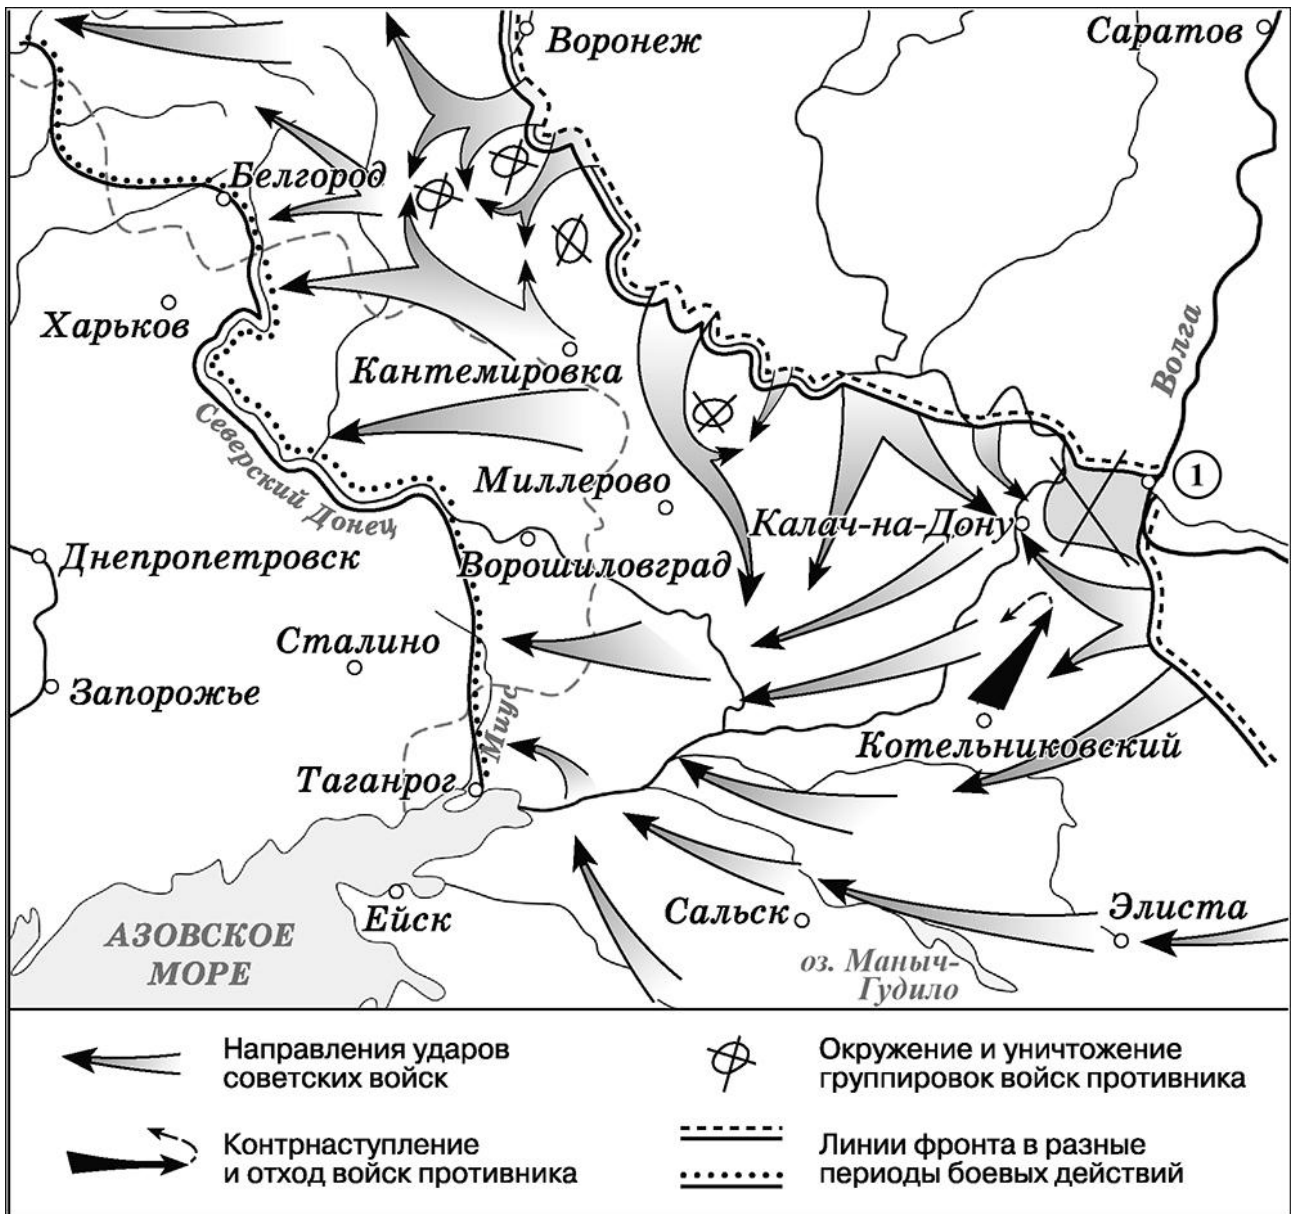 Воронеж
Саратов
Белгород
Харьков
Волга
Кантемировка
Северский Донец
Миллерово
1
Калач-на-Дону
Днепропетровск
Ворошиловград
Сталино
Запорожье
Миус
Котельниковский
Таганрог
Ейск
Сальск
Элиста
АЗОВСКОЕ
МОРЕ
оз. Маныч-
Гудило
Направления ударов
советских войск
Окружение и уничтожение
группировок войск противника
Контрнаступление
и отход войск противника
Линии фронта в разные
периоды боевых действий